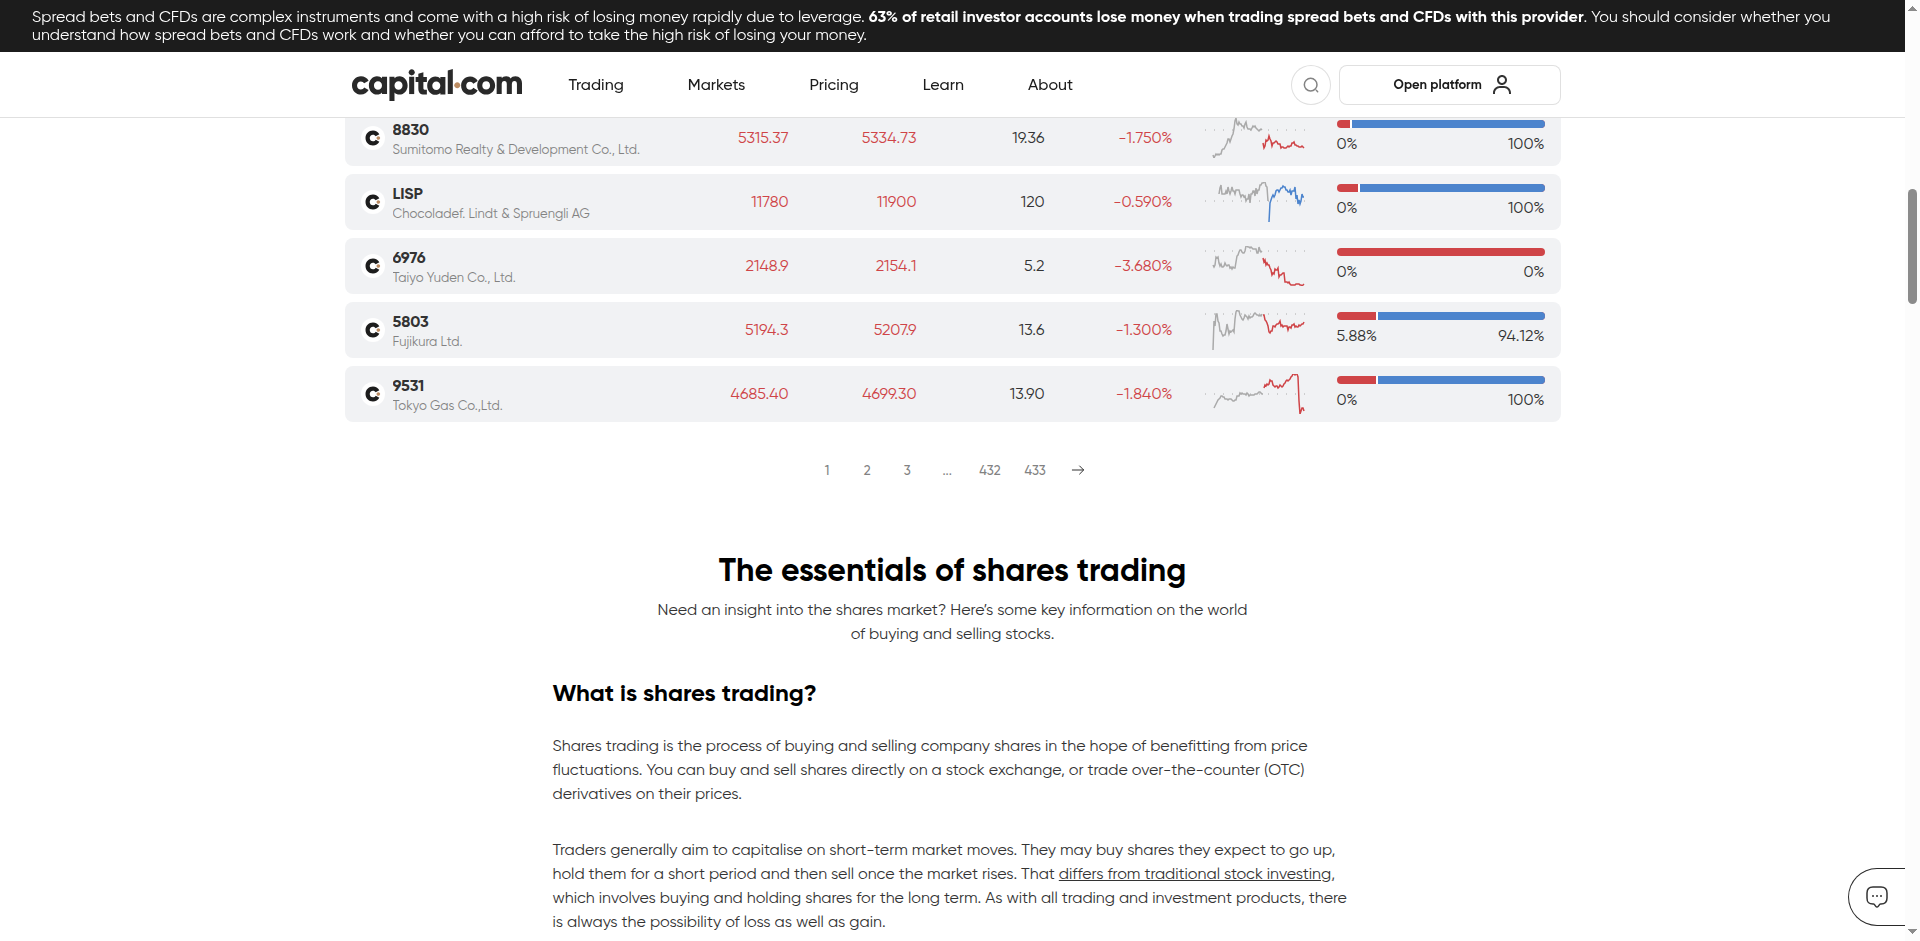 Spread bets and CFDs are complex instruments and come with a high risk of losing money rapidly due to leverage. 63% of retail investor accounts lose money when trading spread bets and CFDs with this provider. You should consider whether you
understand how spread bets and CFDs work and whether you can afford to take the high risk of losing your money.
capital.com Trading Markets Pricing Learn About Open platform
8830 5315.37 5334.73 19.36 -1.750%
Sumitomo Realty & Development Co., Ltd. 0% 100%
LISP 11780 11900 120 -0.590%
Chocoladef. Lindt & Spruengli AG 0% 100%
6976 2148.9 2154.1 5.2 -3.680%
Taiyo Yuden Co., Ltd. 0% 0%
5803 5194.3 5207.9 13.6 -1.300%
Fujikura Ltd. 5.88% 94.12%
9531 4685.40 4699.30 13.90 -1.840%
Tokyo Gas Co.,Ltd. 0% 100%
1 2 3 ... 432 433
The essentials of shares trading
Need an insight into the shares market? Here’s some key information on the world
of buying and selling stocks.
What is shares trading?
Shares trading is the process of buying and selling company shares in the hope of benefitting from price
fluctuations. You can buy and sell shares directly on a stock exchange, or trade over-the-counter (OTC)
derivatives on their prices.
Traders generally aim to capitalise on short-term market moves. They may buy shares they expect to go up,
hold them for a short period and then sell once the market rises. That differs from traditional stock investing,
which involves buying and holding shares for the long term. As with all trading and investment products, there
is always the possibility of loss as well as gain.